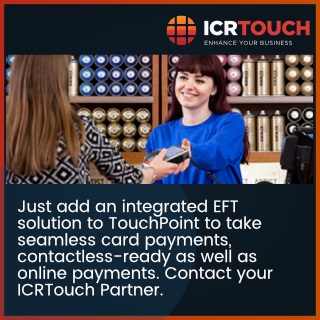 ICRTOUCH
ENHANCE YOUR BUSINESS
Just add an integrated EFT
solution to TouchPoint to take
seamless card payments,
contactless-ready as well as
online payments. Contact your
ICRTouch Partner.